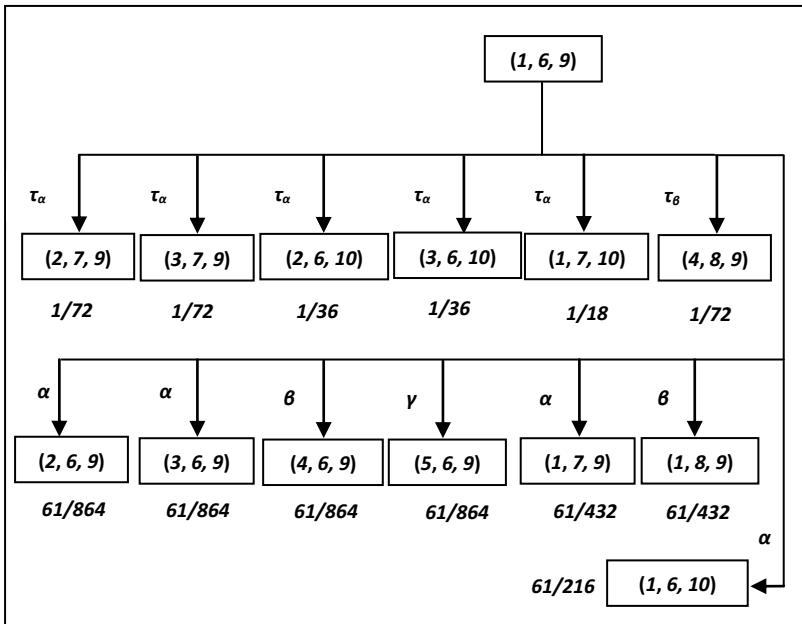 (1, 6, 9)
τα τα τα τα τα τβ
(2, 7, 9) (3, 7, 9) (2, 6, 10) (3, 6, 10) (1, 7, 10) (4, 8, 9)
1/72 1/72 1/36 1/36 1/18 1/72
α α β γ α β
(2, 6, 9) (3, 6, 9) (4, 6, 9) (5, 6, 9) (1, 7, 9) (1, 8, 9)
61/864 61/864 61/864 61/864 61/432 61/432
α
61/216 (1, 6, 10)